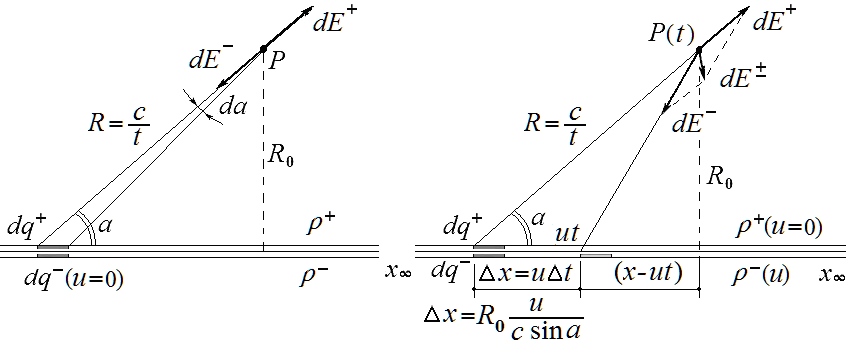 dE⁺
dE⁻
P
da
R = c/t
R₀
dq⁺
a
ρ⁺
dq⁻(u=0)
ρ⁻
x∞
dE⁺
P(t)
dE±
dE⁻
R = c/t
R₀
dq⁺
a
ut
ρ⁺(u=0)
dq⁻
Δx=uΔt
(x-ut)
ρ⁻(u)
x∞
Δx=R₀ u/(c sin a)